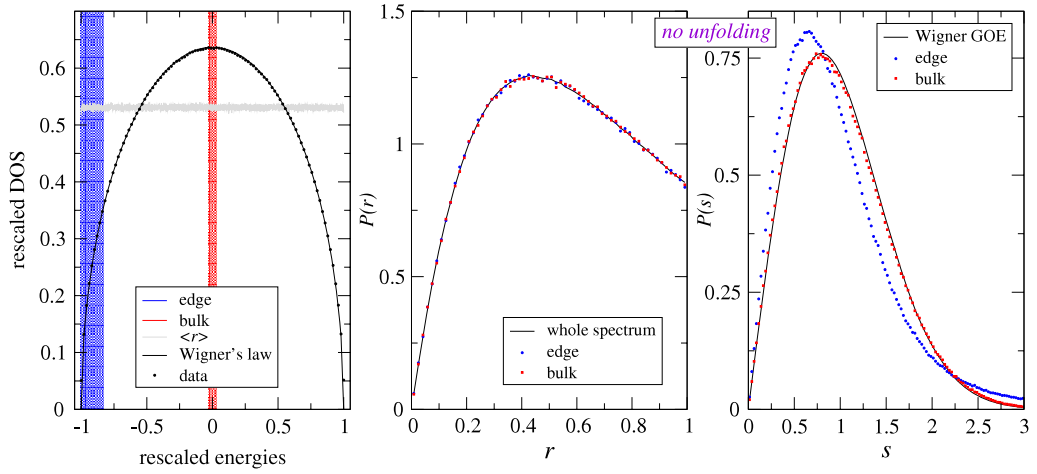 rescaled DOS
0.6
0.5
0.4
0.3
0.2
0.1
0
-1
-0.5
0
0.5
1
rescaled energies
edge
bulk
<r>
Wigner's law
data
P(r)
1.5
1
0.5
0
0
0.2
0.4
0.6
0.8
1
r
whole spectrum
edge
bulk
no unfolding
P(s)
0.75
0.5
0.25
0
0
0.5
1
1.5
2
2.5
3
s
Wigner GOE
edge
bulk